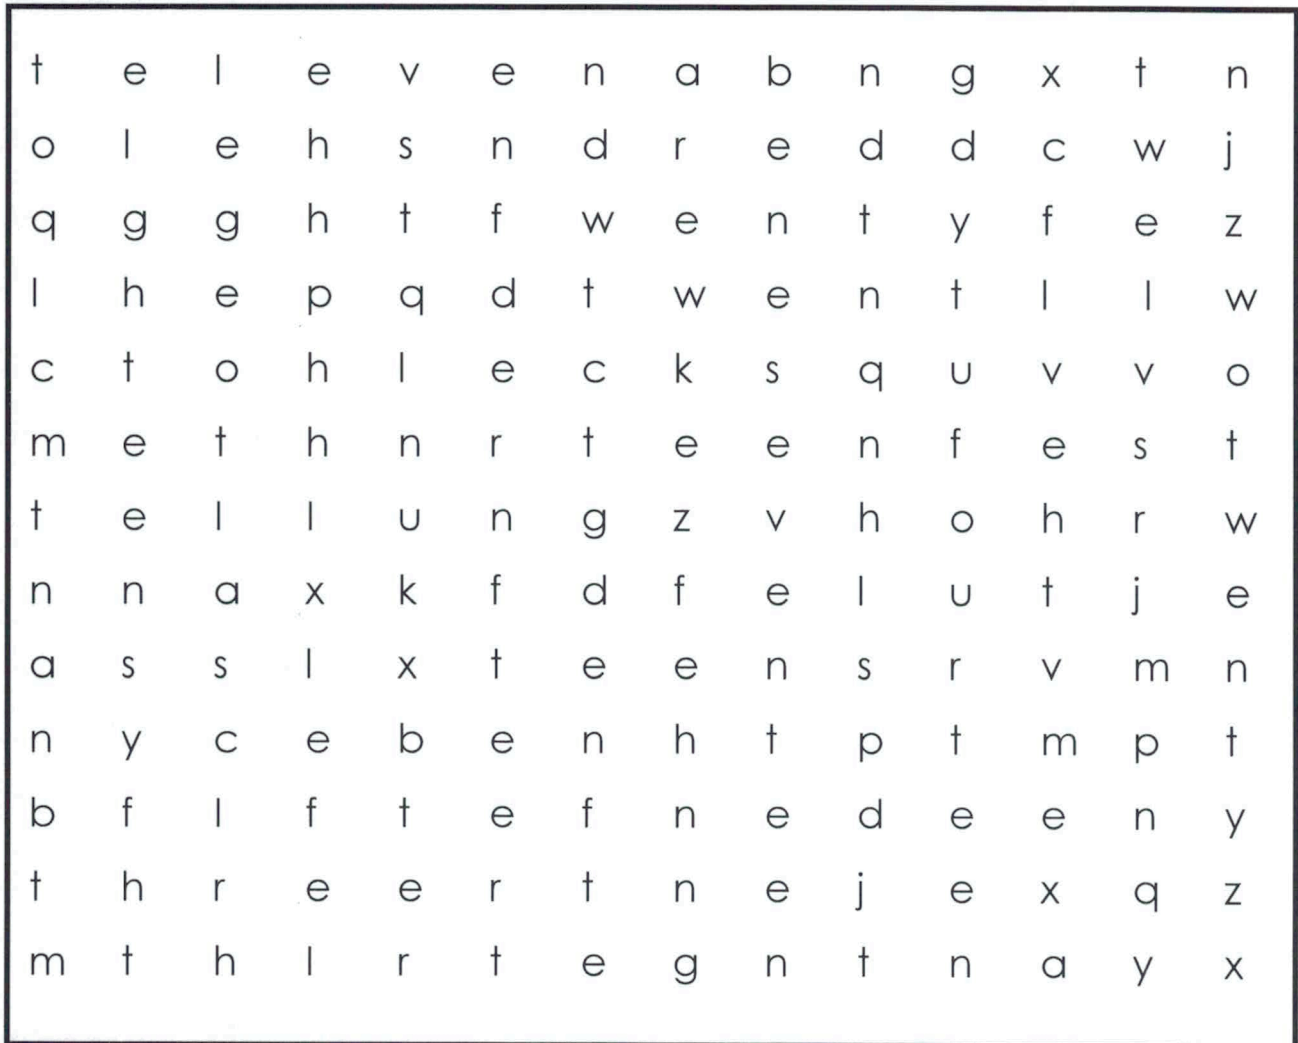 t e l e v e n a b n g x t n
o l e h s n d r e d d c w j
q g g h t f w e n t y f e z
l h e p q d t w e n t l l w
c t o h l e c k s q u v v o
m e t h n r t e e n f e s t
t e l l u n g z v h o h r w
n n a x k f d f e l u t j e
a s s l x t e e n s r v m n
n y c e b e n h t p t m p t
b f l f t e f n e d e e n y
t h r e e r t n e j e x q z
m t h l r t e g n t n a y x